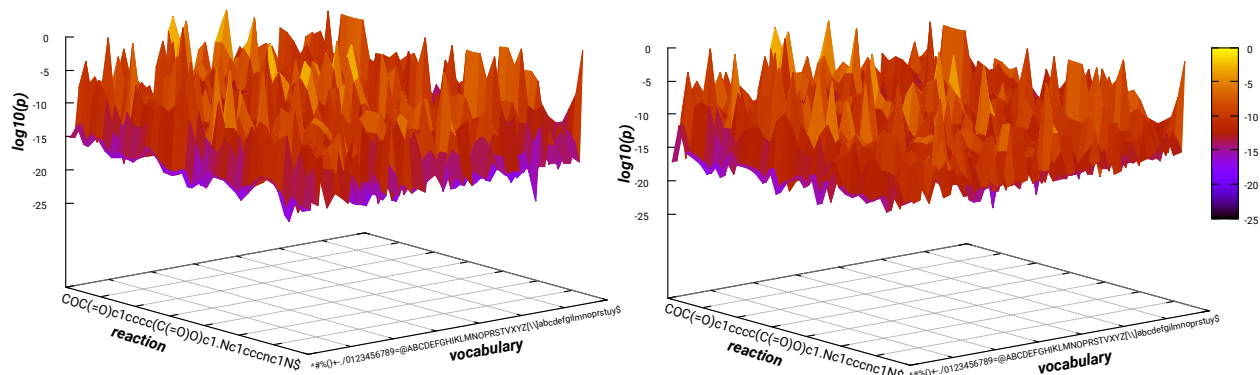 log10(p)
0
-5
-10
-15
-20
-25
COC(=O)c1cccc(C(=O)O)c1.Nc1cccnc1N$
reaction
^#%()+-./0123456789=@ABCDEFGHIKLMNOPRSTVXYZ[\\]abcdefgilmnoprstuy$
vocabulary
log10(p)
0
-5
-10
-15
-20
-25
COC(=O)c1cccc(C(=O)O)c1.Nc1cccnc1N$
reaction
^#%()+-./0123456789=@ABCDEFGHIKLMNOPRSTVXYZ[\\]abcdefgilmnoprstuy$
vocabulary
0
-5
-10
-15
-20
-25